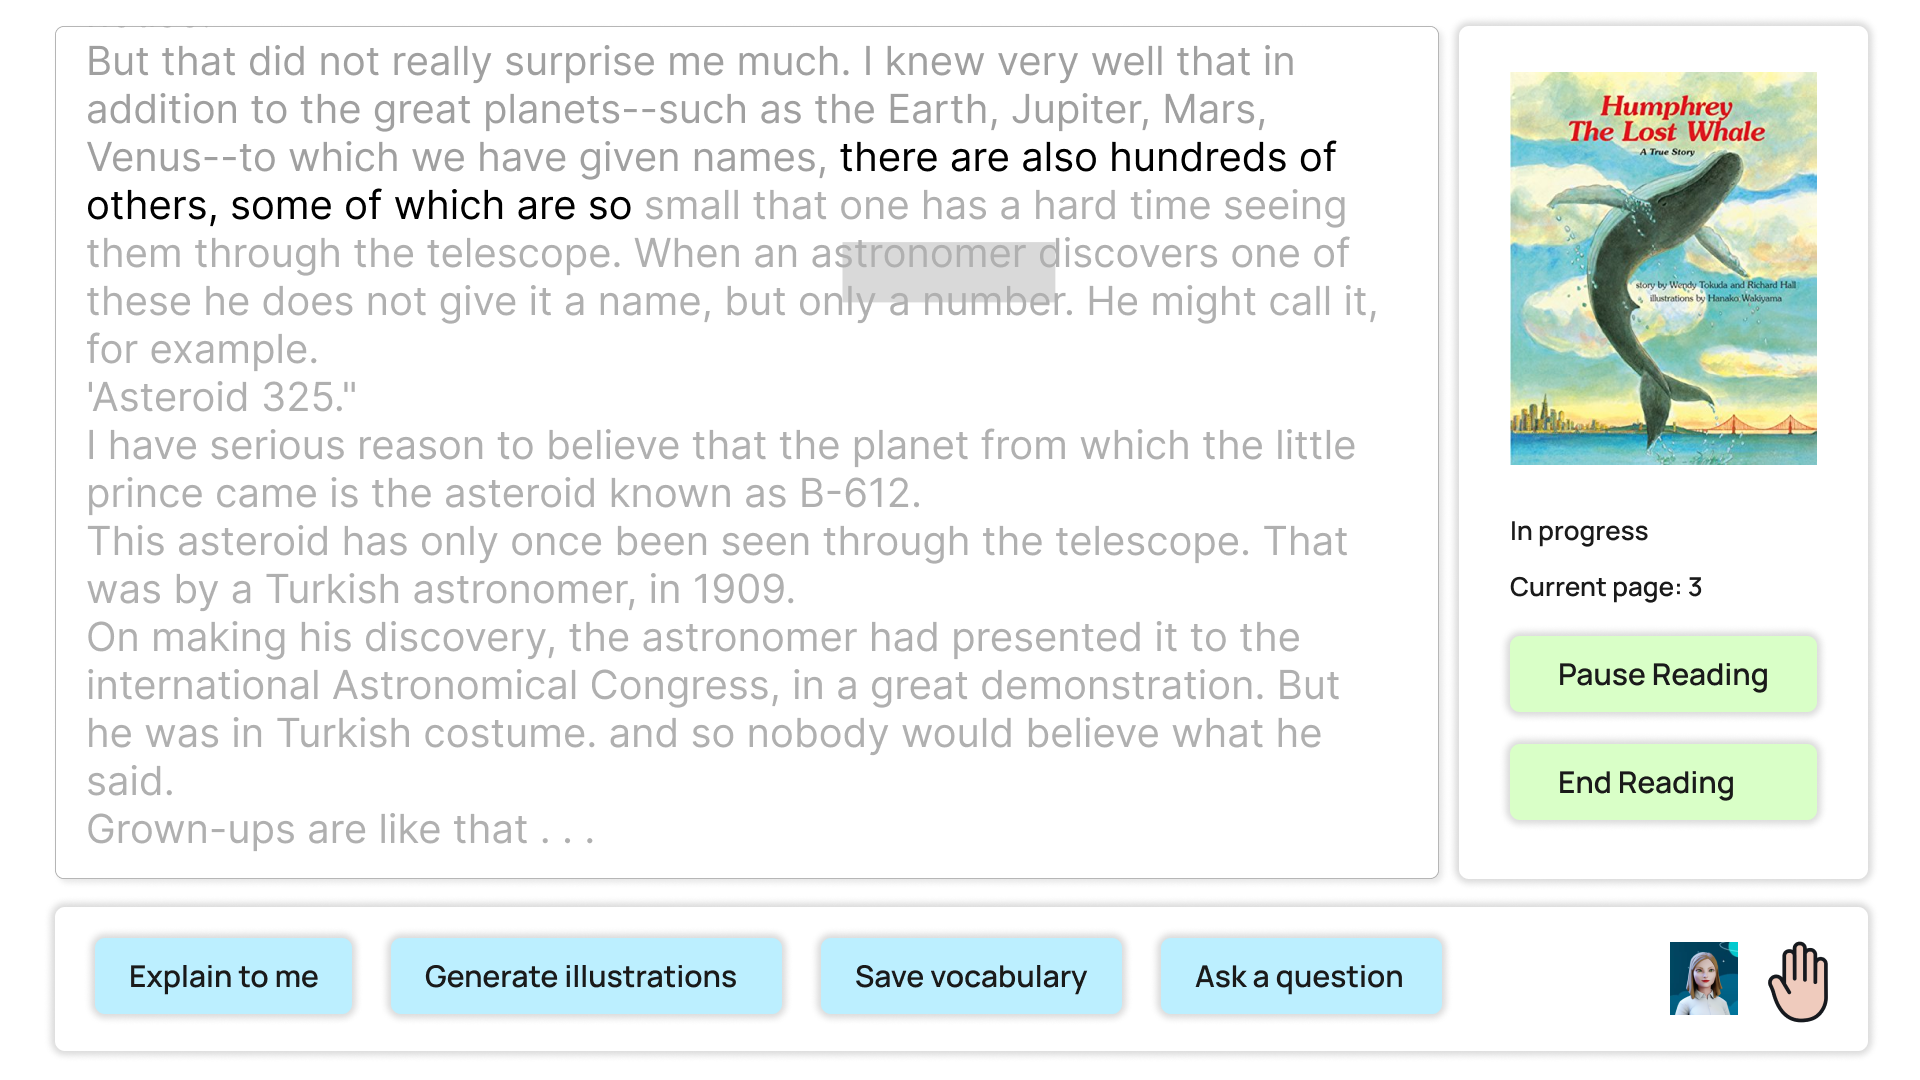 But that did not really surprise me much. I knew very well that in
addition to the great planets--such as the Earth, Jupiter, Mars,
Venus--to which we have given names, there are also hundreds of
others, some of which are so small that one has a hard time seeing
them through the telescope. When an astronomer discovers one of
these he does not give it a name, but only a number. He might call it,
for example.
'Asteroid 325."
I have serious reason to believe that the planet from which the little
prince came is the asteroid known as B-612.
This asteroid has only once been seen through the telescope. That
was by a Turkish astronomer, in 1909.
On making his discovery, the astronomer had presented it to the
international Astronomical Congress, in a great demonstration. But
he was in Turkish costume. and so nobody would believe what he
said.
Grown-ups are like that . . .
Humphrey
The Lost Whale
A True Story
story by Wendy Tokuda and Richard Hall
illustrations by Hanako Wakiyama
In progress
Current page: 3
Pause Reading
End Reading
Explain to me
Generate illustrations
Save vocabulary
Ask a question